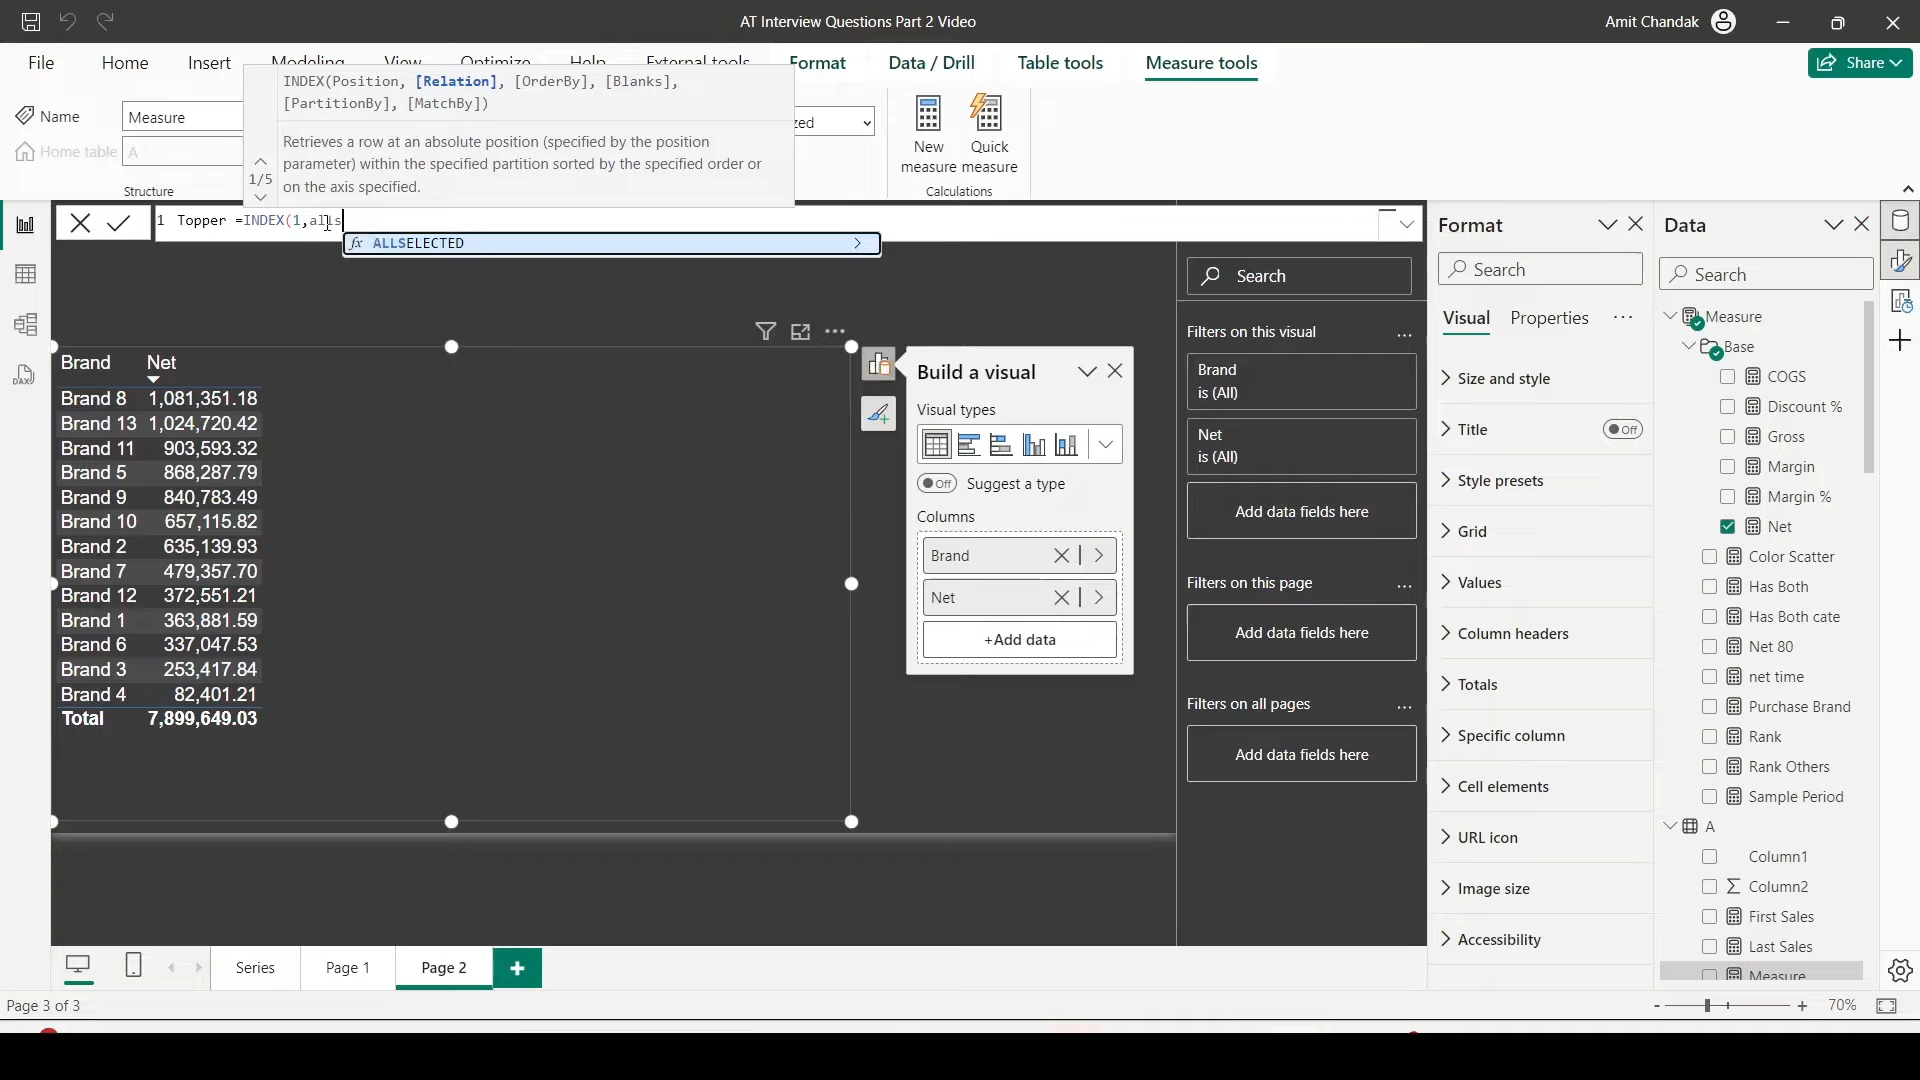 AT Interview Questions Part 2 Video
Amit Chandak
File
Home
Insert
Modeling
View
Optimize
Help
External tools
Format
Data / Drill
Table tools
Measure tools
Share
INDEX(Position, [Relation], [OrderBy], [Blanks],
[PartitionBy], [MatchBy])
Retrieves a row at an absolute position (specified by the position
parameter) within the specified partition sorted by the specified order or
on the axis specified.
1/5
Name
Measure
Home table
A
Structure
zed
New
measure
Quick
measure
Calculations
1 Topper =INDEX(1,alls
fx ALLSELECTED
Brand Net
Brand 8 1,081,351.18
Brand 13 1,024,720.42
Brand 11 903,593.32
Brand 5 868,287.79
Brand 9 840,783.49
Brand 10 657,115.82
Brand 2 635,139.93
Brand 7 479,357.70
Brand 12 372,551.21
Brand 1 363,881.59
Brand 6 337,047.53
Brand 3 253,417.84
Brand 4 82,401.21
Total 7,899,649.03
Build a visual
Visual types
Off Suggest a type
Columns
Brand
Net
+Add data
Search
Filters on this visual
Brand
is (All)
Net
is (All)
Add data fields here
Filters on this page
Add data fields here
Filters on all pages
Add data fields here
Format
Search
Visual
Properties
Size and style
Title
Off
Style presets
Grid
Values
Column headers
Totals
Specific column
Cell elements
URL icon
Image size
Accessibility
Data
Search
Measure
Base
COGS
Discount %
Gross
Margin
Margin %
Net
Color Scatter
Has Both
Has Both cate
Net 80
net time
Purchase Brand
Rank
Rank Others
Sample Period
A
Column1
Column2
First Sales
Last Sales
Measure
DAX
Series
Page 1
Page 2
Page 3 of 3
- + 70%